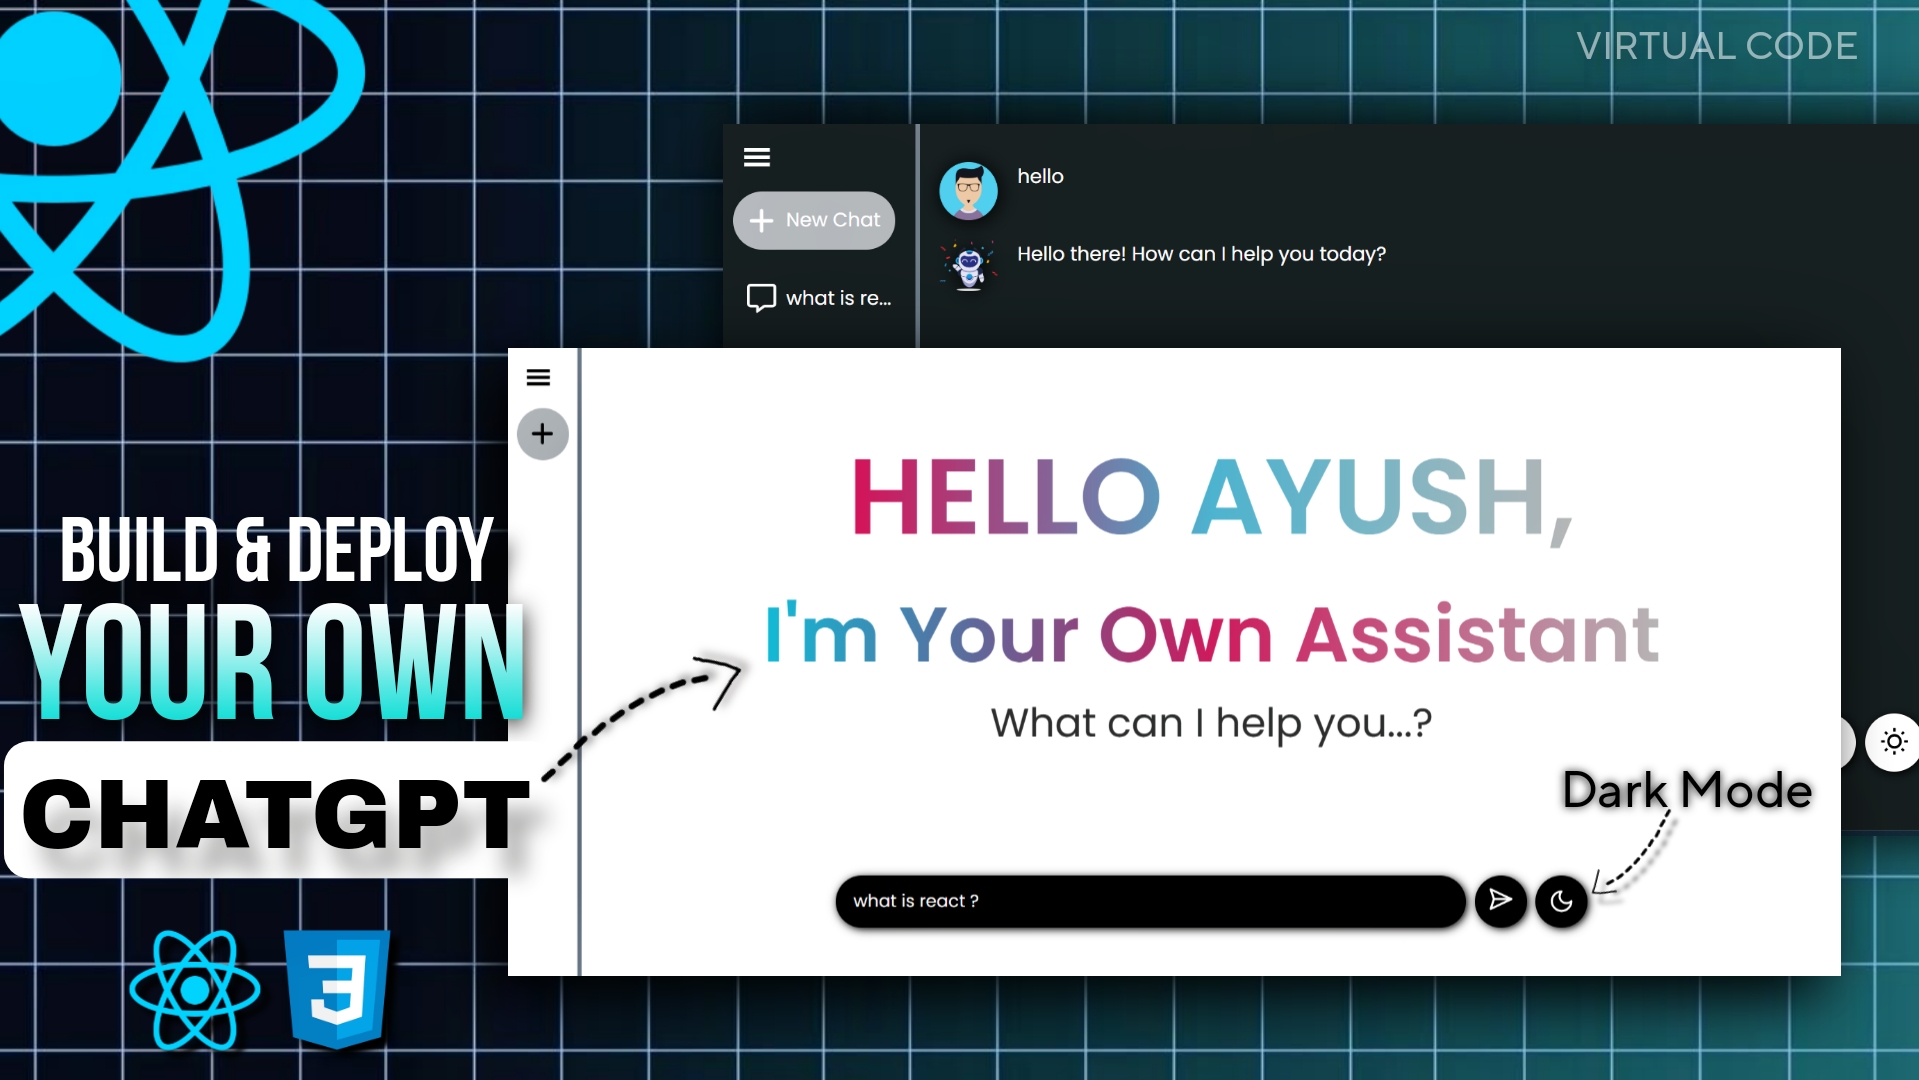 VIRTUAL CODE
hello
New Chat
Hello there! How can I help you today?
what is re...
HELLO AYUSH,
I'm Your Own Assistant
What can I help you...?
Dark Mode
what is react ?
BUILD & DEPLOY
YOUR OWN
CHATGPT
3